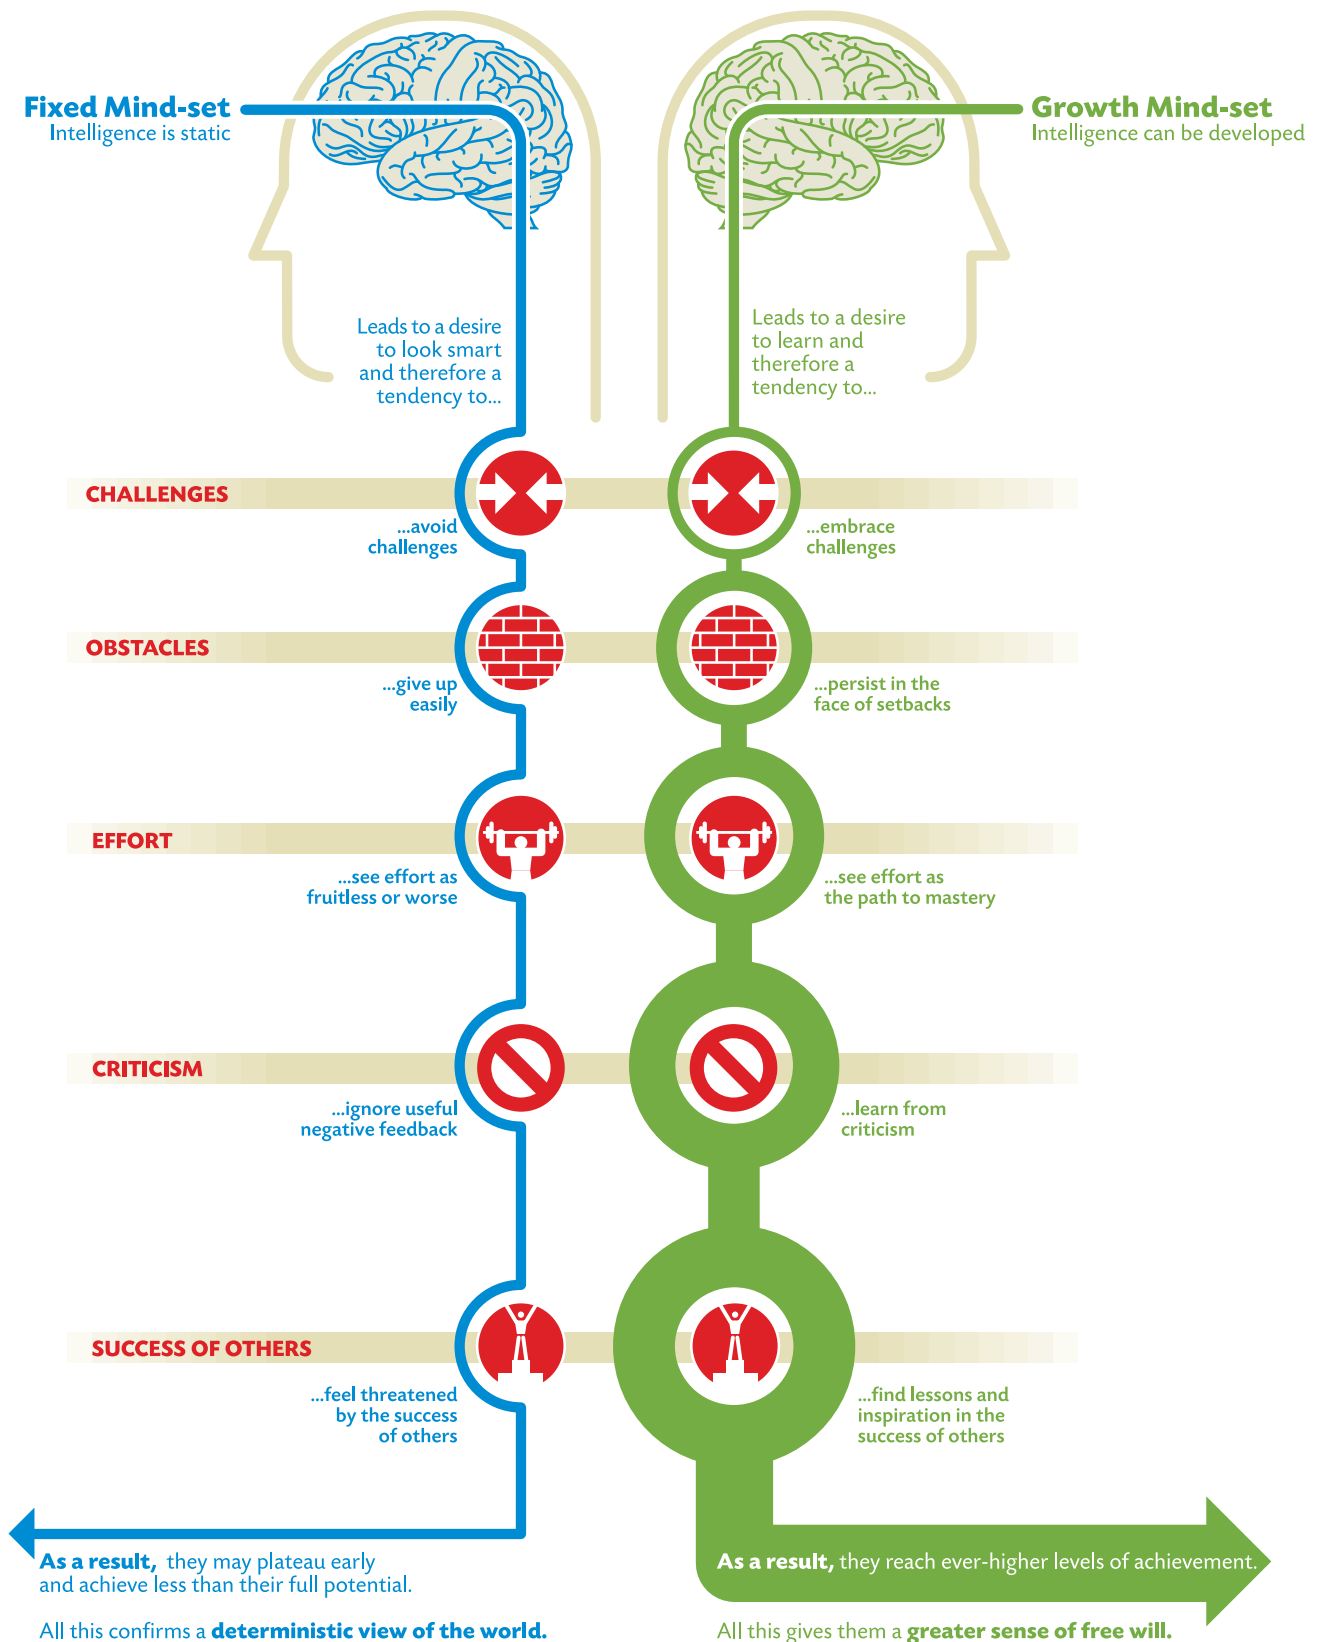 Fixed Mind-set
Intelligence is static
Growth Mind-set
Intelligence can be developed
Leads to a desire
to look smart
and therefore a
tendency to...
Leads to a desire
to learn and
therefore a
tendency to...
CHALLENGES
...avoid
challenges
...embrace
challenges
OBSTACLES
...give up
easily
...persist in the
face of setbacks
EFFORT
...see effort as
fruitless or worse
...see effort as
the path to mastery
CRITICISM
...ignore useful
negative feedback
...learn from
criticism
SUCCESS OF OTHERS
...feel threatened
by the success
of others
...find lessons and
inspiration in the
success of others
As a result, they may plateau early
and achieve less than their full potential.
All this confirms a deterministic view of the world.
As a result, they reach ever-higher levels of achievement.
All this gives them a greater sense of free will.